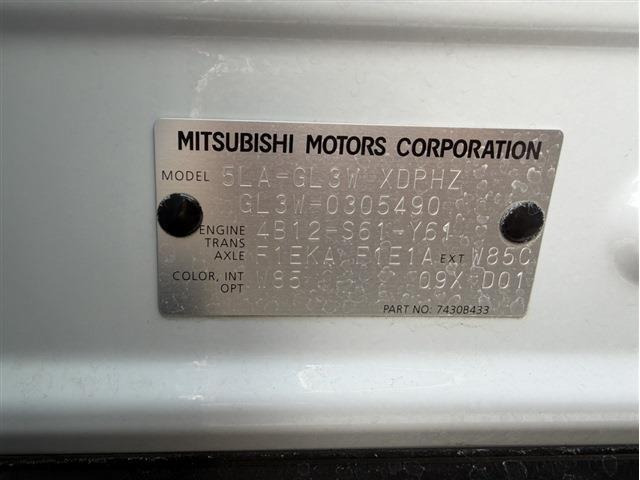 MITSUBISHI MOTORS CORPORATION
MODEL 5LA-GL3W XDPHZ
GL3W-0305490
ENGINE 4B12-S61-Y61
TRANS AXLE F1EKA F1E1A EXT W85C
COLOR, INT OPT W85 09X D01
PART NO: 7430B433